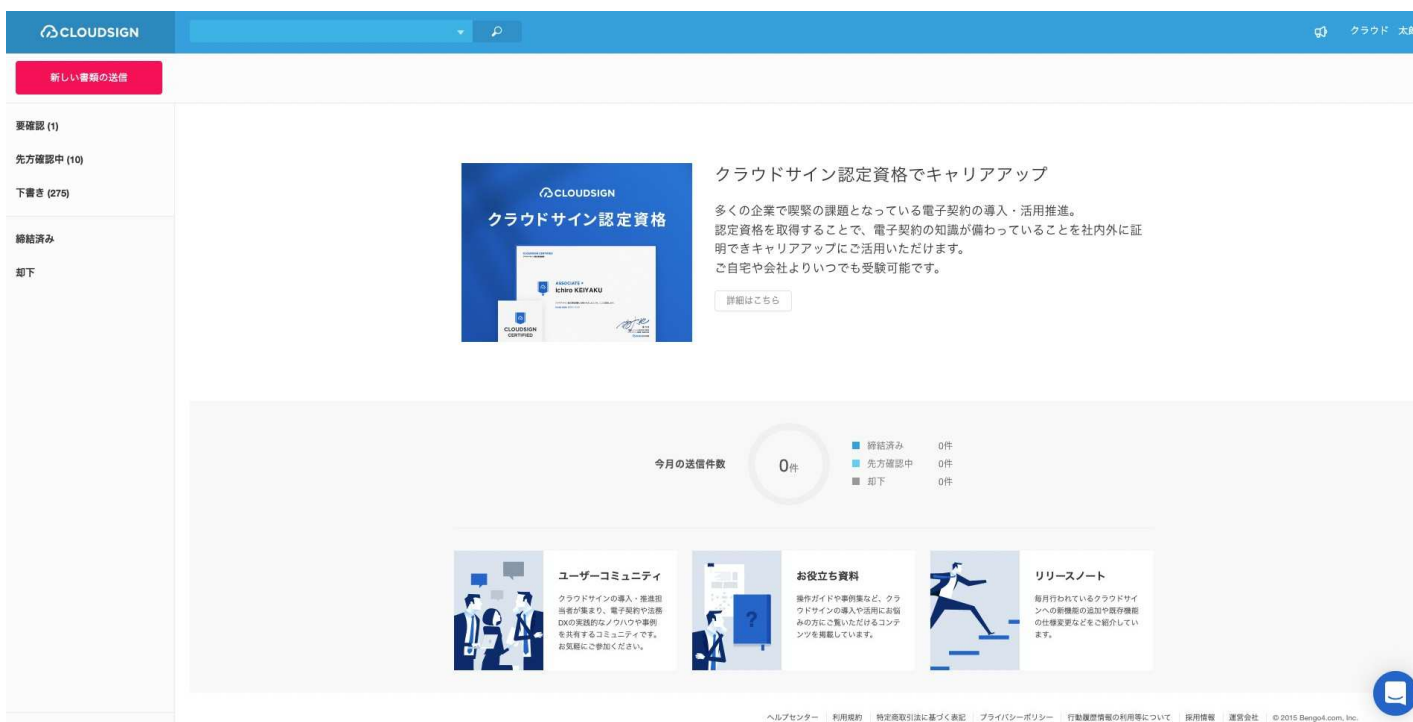 CLOUDSIGN
クラウド 太
新しい書類の送信
要確認 (1)
先方確認中 (10)
下書き (275)
締結済み
却下
CLOUDSIGN
クラウドサイン認定資格
ASSOCIATE
Ichiro KEIYAKU
CLOUDSIGN
CERTIFIED
クラウドサイン認定資格でキャリアアップ
多くの企業で喫緊の課題となっている電子契約の導入・活用推進。
認定資格を取得することで、電子契約の知識が備わっていることを社内外に証
明できキャリアアップにご活用いただけます。
ご自宅や会社よりいつでも受験可能です。
詳細はこちら
今月の送信件数
0件
締結済み 0件
先方確認中 0件
却下 0件
ユーザーコミュニティ
クラウドサインの導入・推進担
当者が集まり、電子契約や法務
DXの実践的なノウハウや事例
を共有するコミュニティです。
お気軽にご参加ください。
お役立ち資料
操作ガイドや事例集など、クラ
ウドサインの導入や活用にお悩
みの方にご覧いただけるコンテ
ンツを掲載しています。
リリースノート
毎月行われているクラウドサイ
ンへの新機能の追加や既存機能
の仕様変更などをご紹介してい
ます。
ヘルプセンター 利用規約 特定商取引法に基づく表記 プライバシーポリシー 行動履歴情報の利用等について 採用情報 運営会社 © 2015 Bengo4.com, Inc.